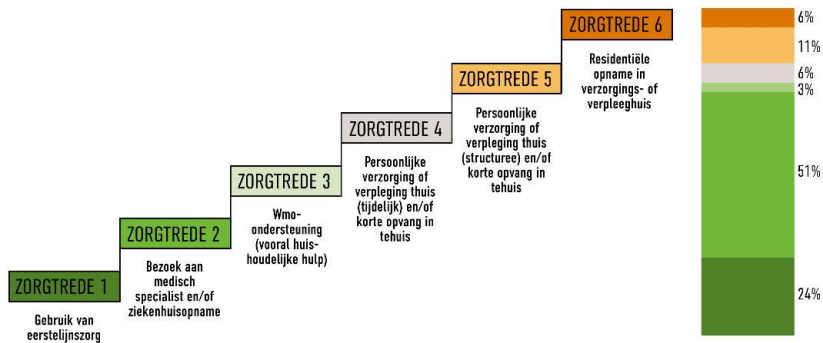 ZORGTREDE 6
Residentiële
opname in
verzorgings- of
verpleeghuis
ZORGTREDE 5
Persoonlijke
verzorging of
verpleging thuis
(structuree) en/of
korte opvang in
tehuis
ZORGTREDE 4
Persoonlijke
verzorging of
verpleging thuis
(tijdelijk) en/of
korte opvang in
tehuis
ZORGTREDE 3
Wmo-
ondersteuning
(vooral huis-
houdelijke hulp)
ZORGTREDE 2
Bezoek aan
medisch
specialist en/of
ziekenhuisopname
ZORGTREDE 1
Gebruik van
eerstelijnszorg
6%
11%
6%
3%
51%
24%